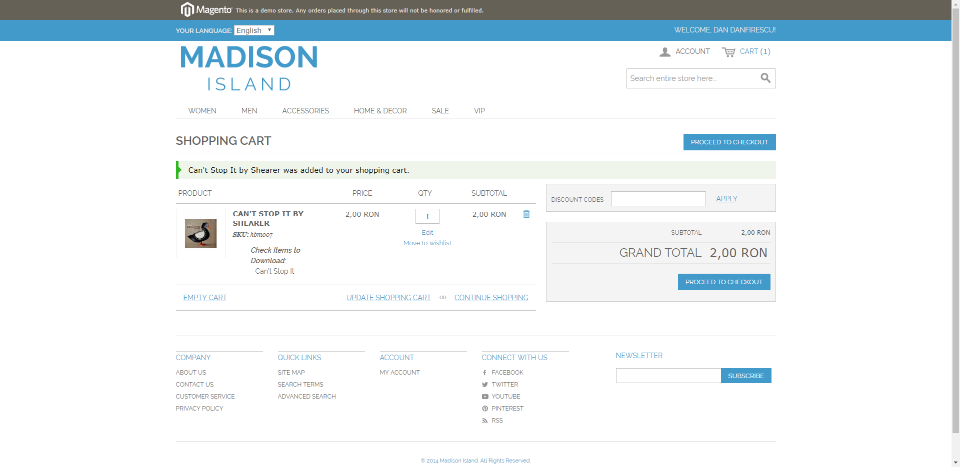 Magento This is a demo store. Any orders placed through this store will not be honored or fulfilled.
YOUR LANGUAGE: English WELCOME, DAN DANFIRESCU!
MADISON
ISLAND
ACCOUNT CART (1)
Search entire store here...
WOMEN MEN ACCESSORIES HOME & DECOR SALE VIP
SHOPPING CART PROCEED TO CHECKOUT
Can't Stop It by Shearer was added to your shopping cart.
PRODUCT PRICE QTY SUBTOTAL
CAN'T STOP IT BY SHEARER 2,00 RON 1 2,00 RON
SKU: hbm007
Edit
Move to wishlist
Check Items to
Download:
Can't Stop It
EMPTY CART UPDATE SHOPPING CART -or- CONTINUE SHOPPING
DISCOUNT CODES APPLY
SUBTOTAL 2,00 RON
GRAND TOTAL 2,00 RON
PROCEED TO CHECKOUT
COMPANY
ABOUT US
CONTACT US
CUSTOMER SERVICE
PRIVACY POLICY
QUICK LINKS
SITE MAP
SEARCH TERMS
ADVANCED SEARCH
ACCOUNT
MY ACCOUNT
CONNECT WITH US
FACEBOOK
TWITTER
YOUTUBE
PINTEREST
RSS
NEWSLETTER
SUBSCRIBE
© 2014 Madison Island. All Rights Reserved.